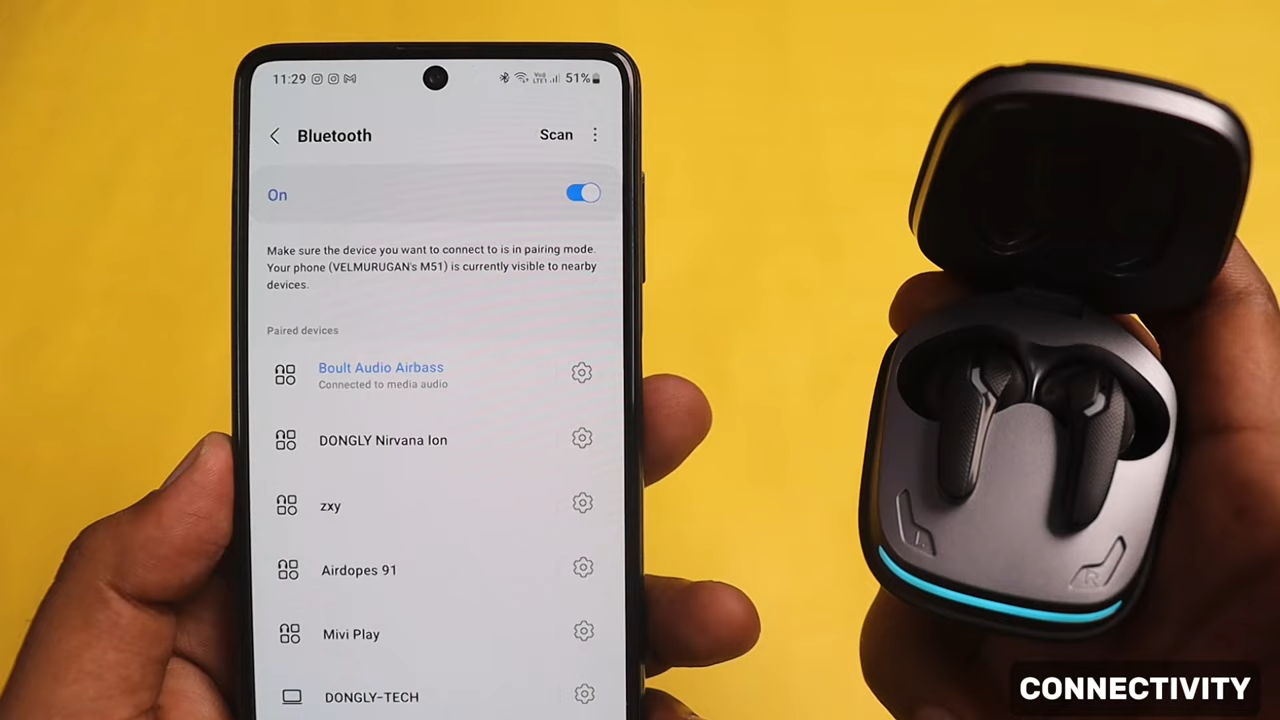 11:29
VoB
LTE1
51%
Bluetooth
Scan
On
Make sure the device you want to connect to is in pairing mode.
Your phone (VELMURUGAN's M51) is currently visible to nearby
devices.
Paired devices
Boult Audio Airbass
Connected to media audio
DONGLY Nirvana Ion
zxy
Airdopes 91
Mivi Play
DONGLY-TECH
L
R
CONNECTIVITY